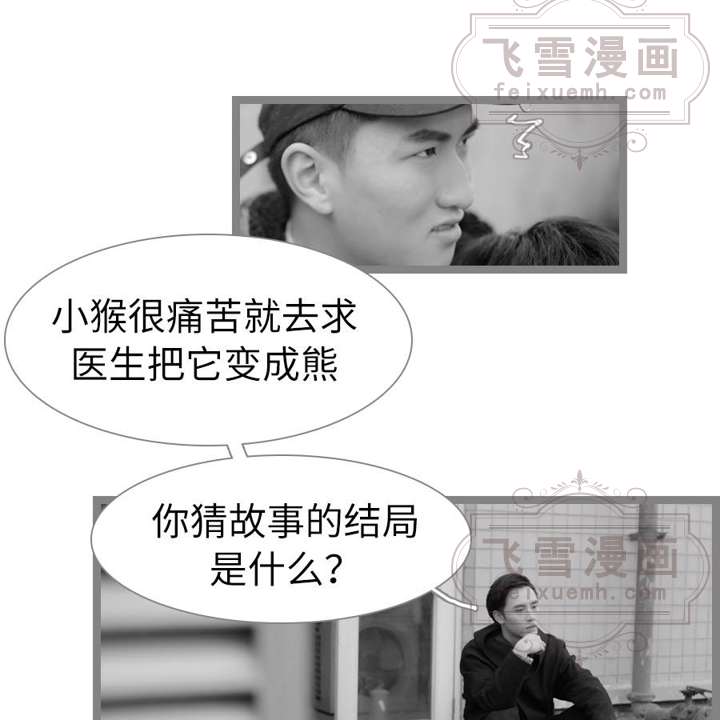 飞雪漫画
feixuemh.com
小猴很痛苦就去求
医生把它变成熊
你猜故事的结局
是什么？
飞雪漫画
feixuemh.com